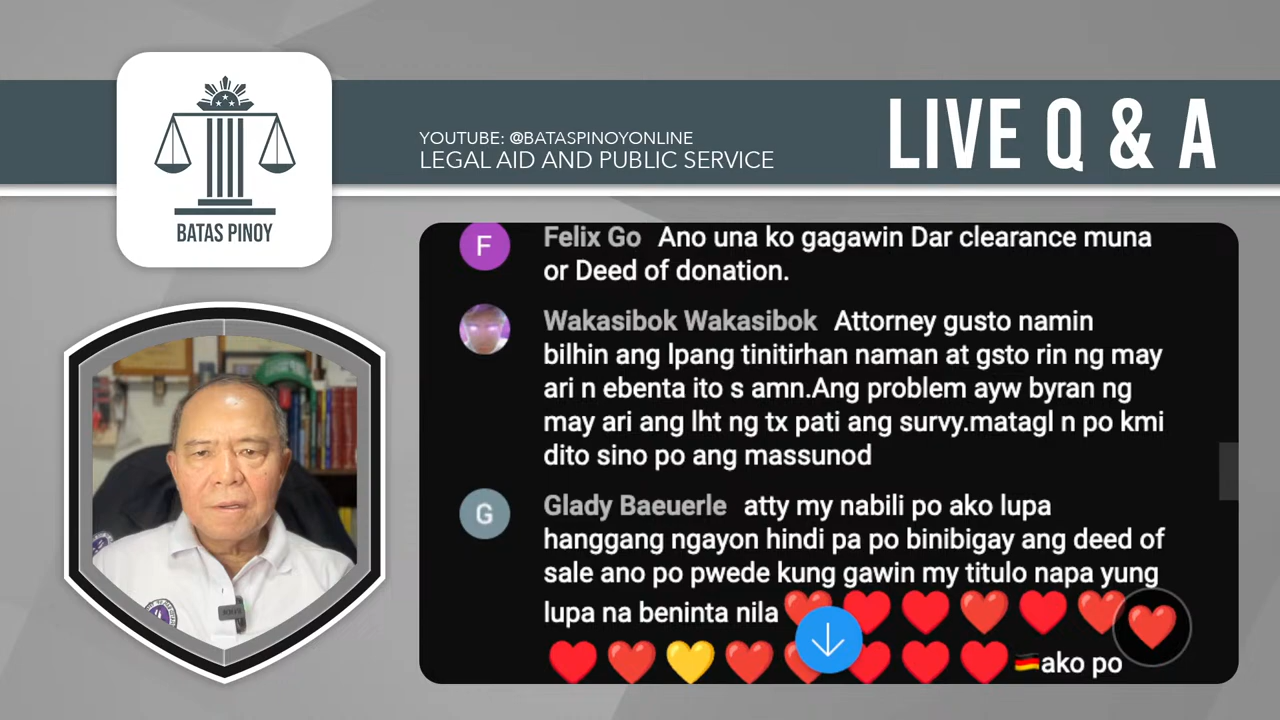 BATAS PINOY
YOUTUBE: @BATASPINOYONLINE
LEGAL AID AND PUBLIC SERVICE
LIVE Q & A
F Felix Go Ano una ko gagawin Dar clearance muna
or Deed of donation.
Wakasibok Wakasibok Attorney gusto namin
bilhin ang lpang tinitirhan naman at gsto rin ng may
ari n ebenta ito s amn.Ang problem ayw byran ng
may ari ang lht ng tx pati ang survy.matagl n po kmi
dito sino po ang massunod
G Glady Baeuerle atty my nabili po ako lupa
hanggang ngayon hindi pa po binibigay ang deed of
sale ano po pwede kung gawin my titulo napa yung
lupa na beninta nila
ako po